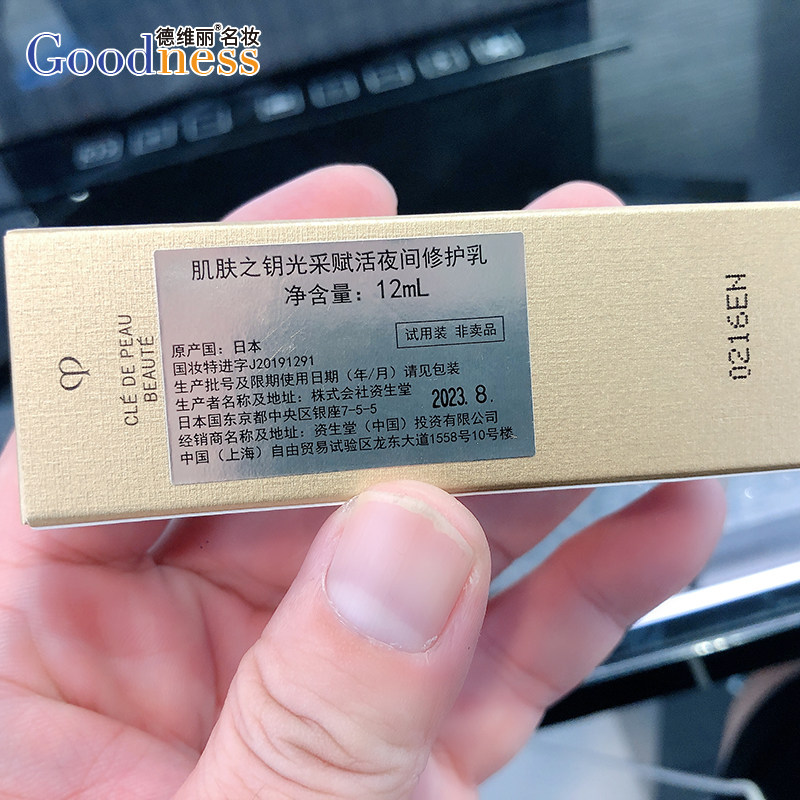 德维丽®名妆
Goodness
CLÉ DE PEAU
BEAUTÉ
肌肤之钥光采赋活夜间修护乳
净含量：12mL
试用装 非卖品
原产国：日本
国妆特进字J20191291
生产批号及限期使用日期（年/月）请见包装
生产者名称及地址：株式会社资生堂
2023.8.
日本国东京都中央区银座7-5-5
经销商名称及地址：资生堂（中国）投资有限公司
中国（上海）自由贸易试验区龙东大道1558号10号楼
0216EN